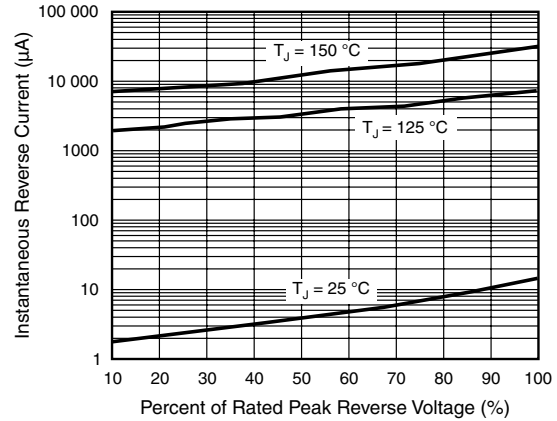 Instantaneous Reverse Current (μA)
100 000
10 000
1000
100
10
1
T_J = 150 °C
T_J = 125 °C
T_J = 25 °C
10 20 30 40 50 60 70 80 90 100
Percent of Rated Peak Reverse Voltage (%)